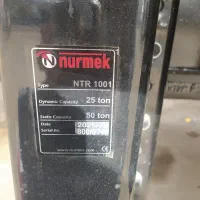 nurmek
Type NTR 1001
Dynamic Capacity 25 ton
Static Capacity 50 ton
Date
Serial No.